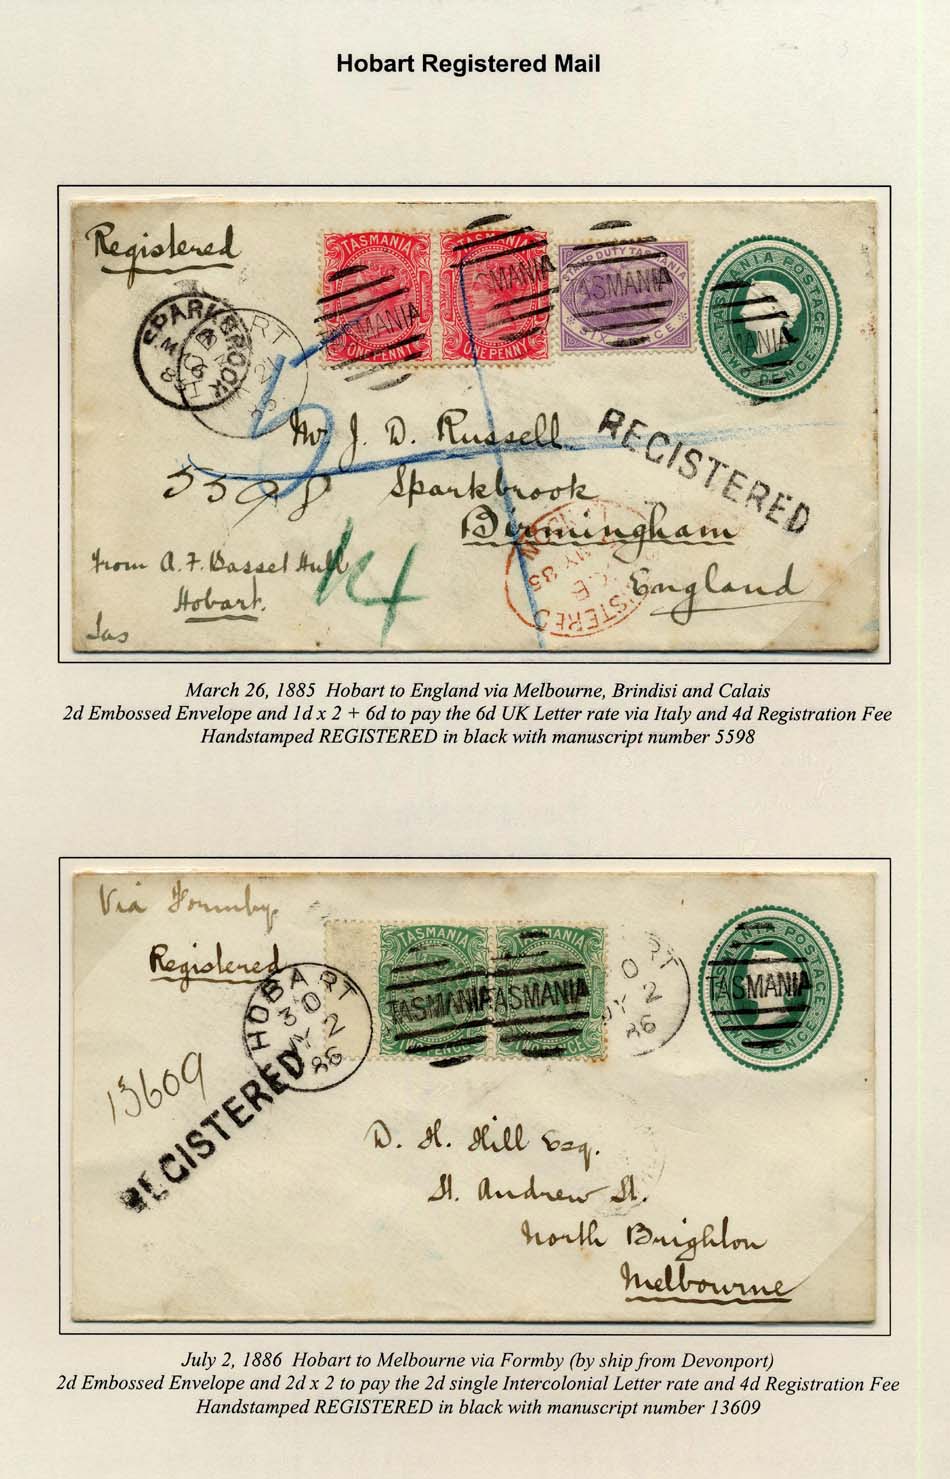 Hobart Registered Mail
Registered
TASMANIA
ONE PENNY
TASMANIA
ONE PENNY
STAMP DUTY TASMANIA
SIX PENCE
TASMANIA POSTAGE
TWO PENCE
TASMANIA
TASMANIA
TASMANIA
SPARKBROOK
Mr J. D. Russell
REGISTERED
5598
Sparkbrook
Birmingham
England
From A. F. Basset Hull
Hobart.
Tas
REGISTERED
MY 85
March 26, 1885 Hobart to England via Melbourne, Brindisi and Calais
2d Embossed Envelope and 1d x 2 + 6d to pay the 6d UK Letter rate via Italy and 4d Registration Fee
Handstamped REGISTERED in black with manuscript number 5598
Via Formby.
Registered
TASMANIA
TWO PENCE
TASMANIA
TWO PENCE
TASMANIA POSTAGE
TWO PENCE
TASMANIA
TASMANIA
TASMANIA
HOBART
30
JY 2
86
13609
REGISTERED
D. H. Hill Esq.
St. Andrew St.
North Brighton
Melbourne
July 2, 1886 Hobart to Melbourne via Formby (by ship from Devonport)
2d Embossed Envelope and 2d x 2 to pay the 2d single Intercolonial Letter rate and 4d Registration Fee
Handstamped REGISTERED in black with manuscript number 13609